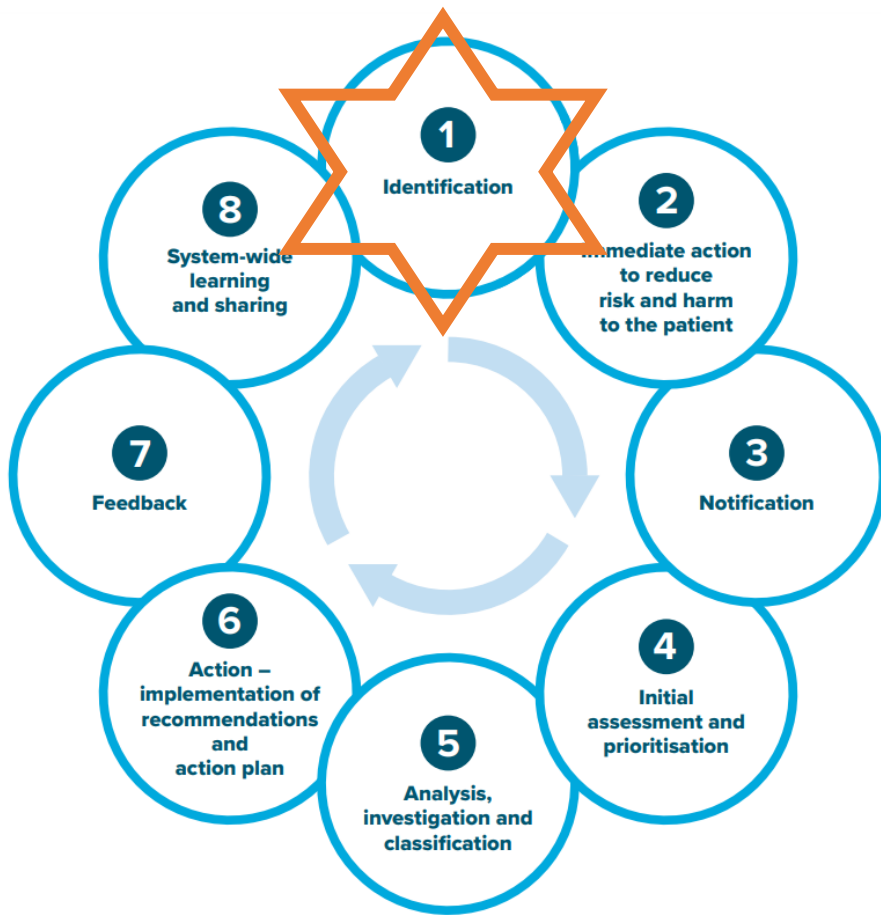 1
Identification
2
Immediate action
to reduce
risk and harm
to the patient
3
Notification
4
Initial
assessment and
prioritisation
5
Analysis,
investigation and
classification
6
Action –
implementation of
recommendations
and
action plan
7
Feedback
8
System-wide
learning
and sharing